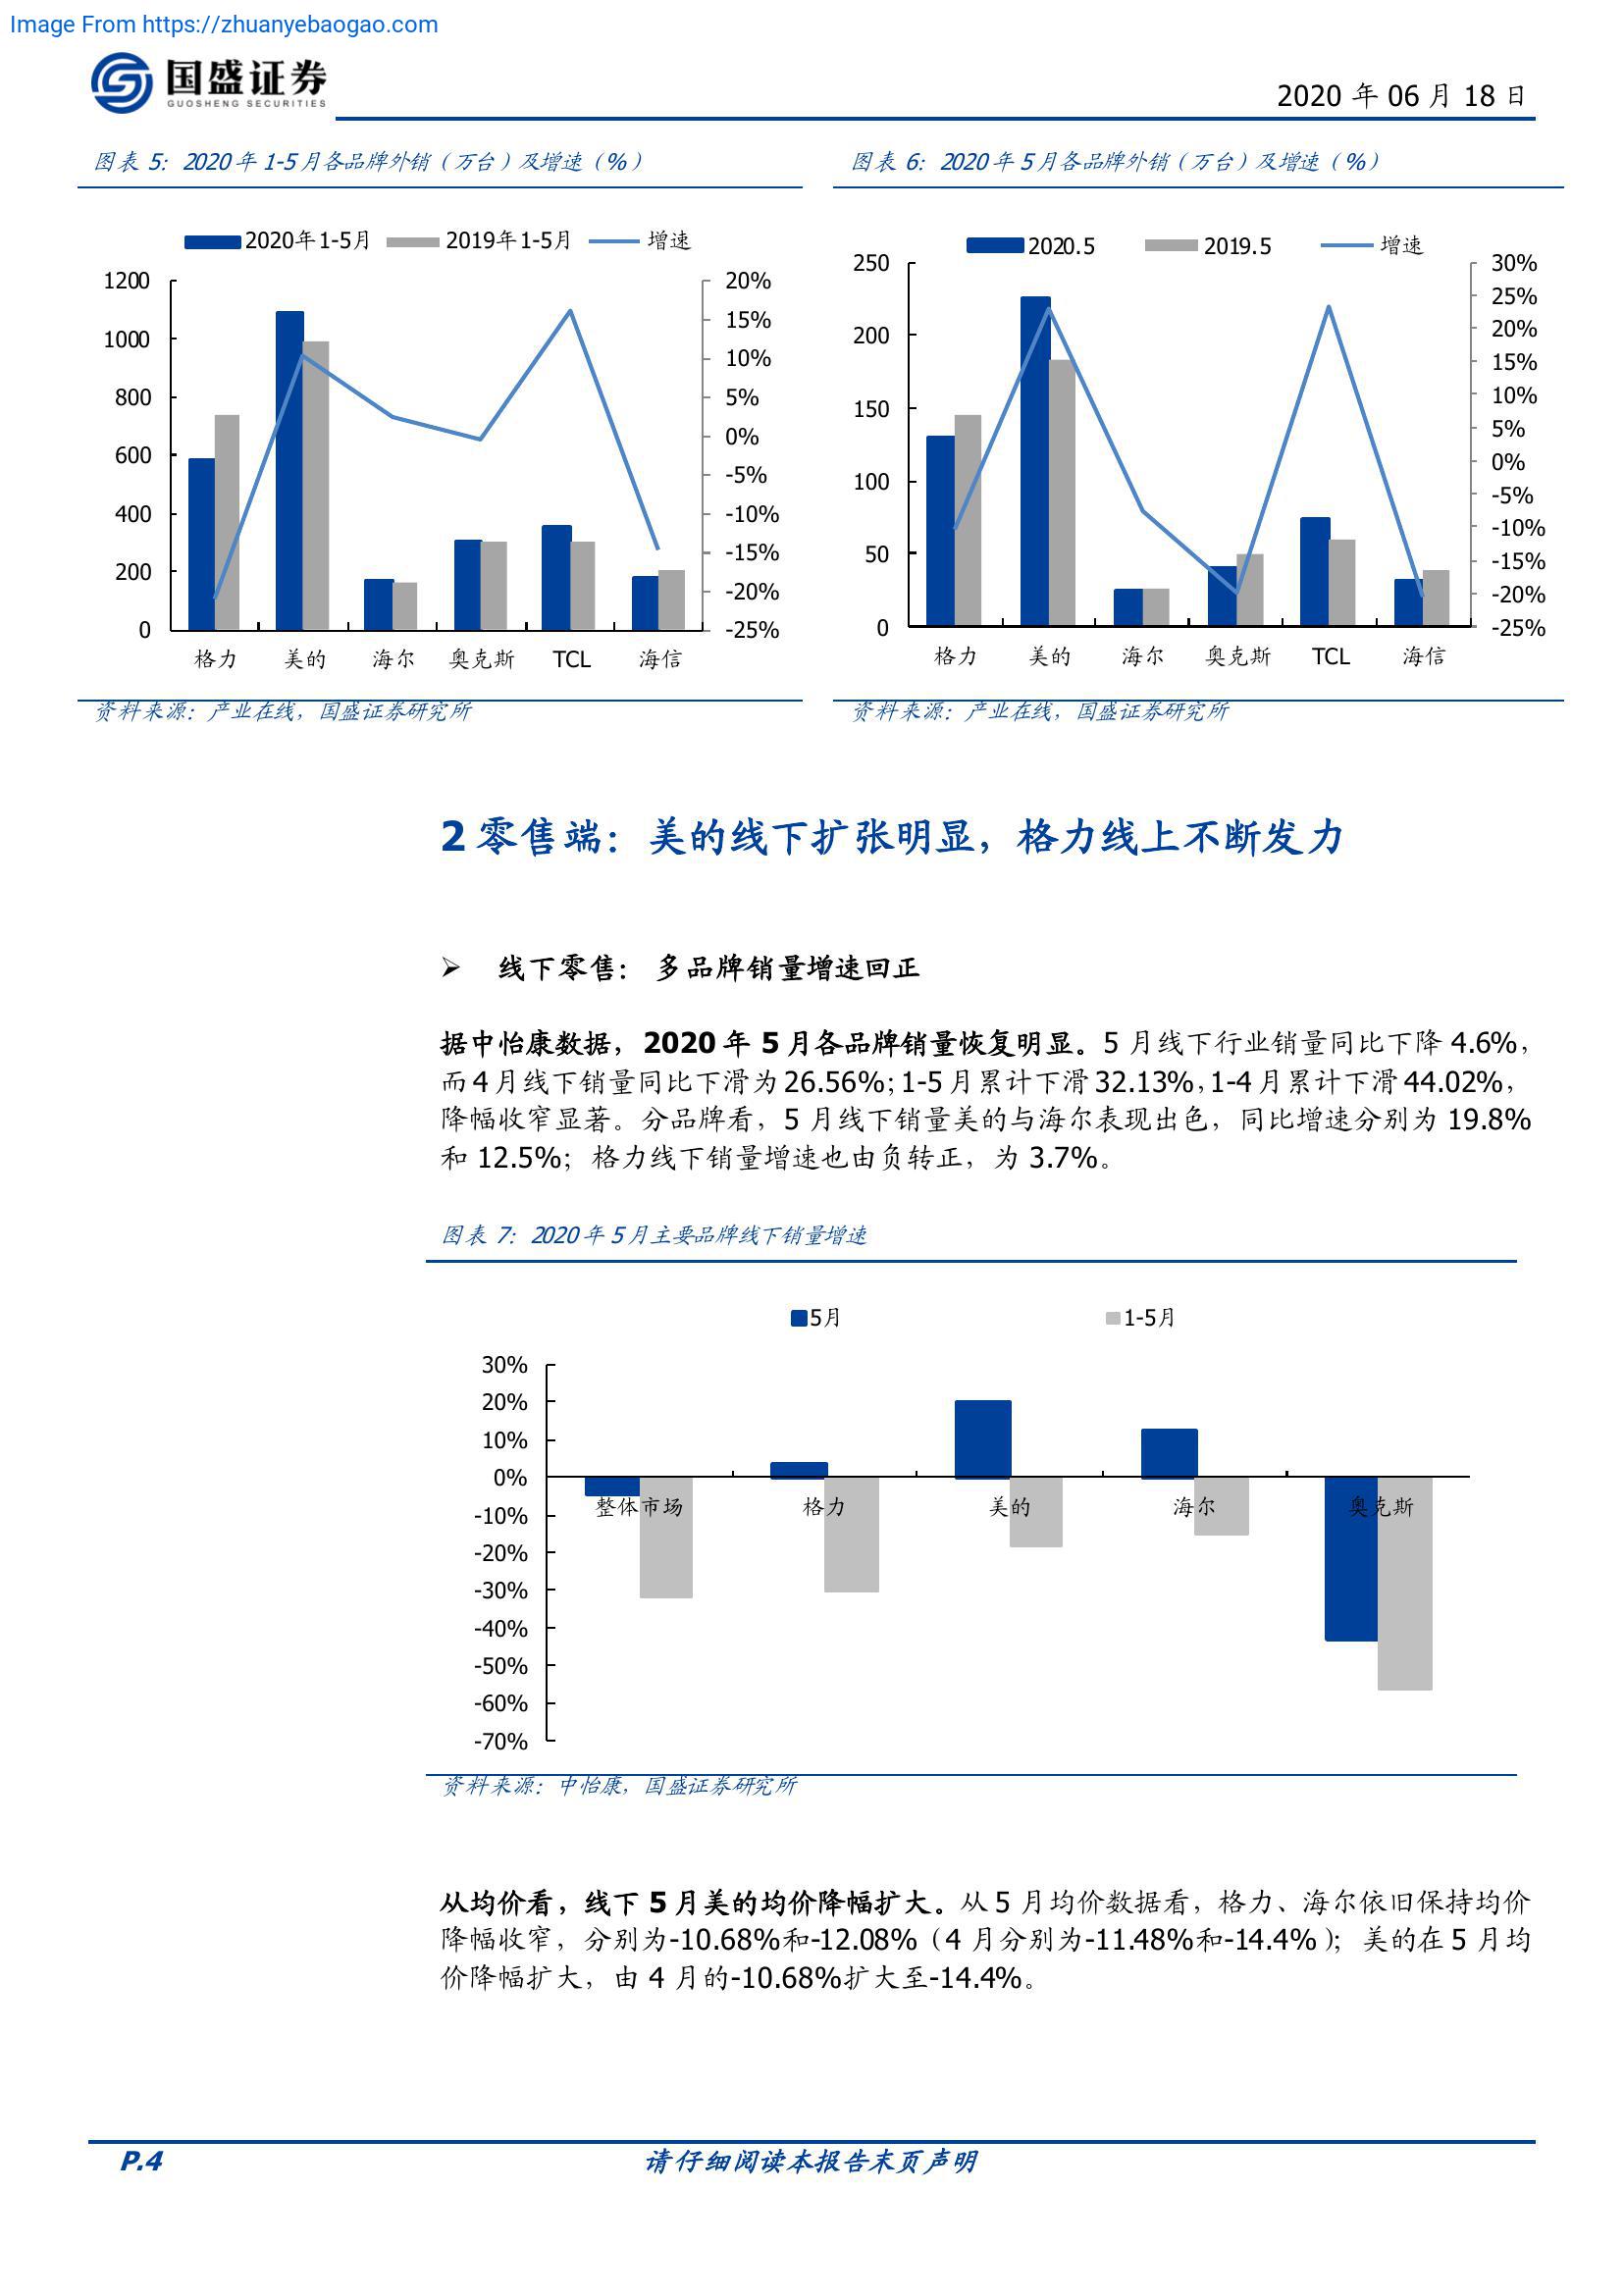 Image From https://zhuanyebaogao.com
国盛证券
GUOSHENG SECURITIES
2020 年 06 月 18 日
图表 5：2020 年 1-5 月各品牌外销（万台）及增速（%）
2020年1-5月 2019年1-5月 增速
1200
1000
800
600
400
200
0
20%
15%
10%
5%
0%
-5%
-10%
-15%
-20%
-25%
格力 美的 海尔 奥克斯 TCL 海信
资料来源：产业在线，国盛证券研究所
图表 6：2020 年 5 月各品牌外销（万台）及增速（%）
2020.5 2019.5 增速
250
200
150
100
50
0
30%
25%
20%
15%
10%
5%
0%
-5%
-10%
-15%
-20%
-25%
格力 美的 海尔 奥克斯 TCL 海信
资料来源：产业在线，国盛证券研究所
2 零售端：美的线下扩张明显，格力线上不断发力
➢ 线下零售： 多品牌销量增速回正
据中怡康数据，2020 年 5 月各品牌销量恢复明显。5 月线下行业销量同比下降 4.6%，
而 4 月线下销量同比下滑为 26.56%；1-5 月累计下滑 32.13%，1-4 月累计下滑 44.02%，
降幅收窄显著。分品牌看，5 月线下销量美的与海尔表现出色，同比增速分别为 19.8%
和 12.5%；格力线下销量增速也由负转正，为 3.7%。
图表 7：2020 年 5 月主要品牌线下销量增速
5月 1-5月
30%
20%
10%
0%
-10%
-20%
-30%
-40%
-50%
-60%
-70%
整体市场 格力 美的 海尔 奥克斯
资料来源：中怡康，国盛证券研究所
从均价看，线下 5 月美的均价降幅扩大。从 5 月均价数据看，格力、海尔依旧保持均价
降幅收窄，分别为-10.68%和-12.08%（4 月分别为-11.48%和-14.4%）；美的在 5 月均
价降幅扩大，由 4 月的-10.68%扩大至-14.4%。
P.4
请仔细阅读本报告末页声明